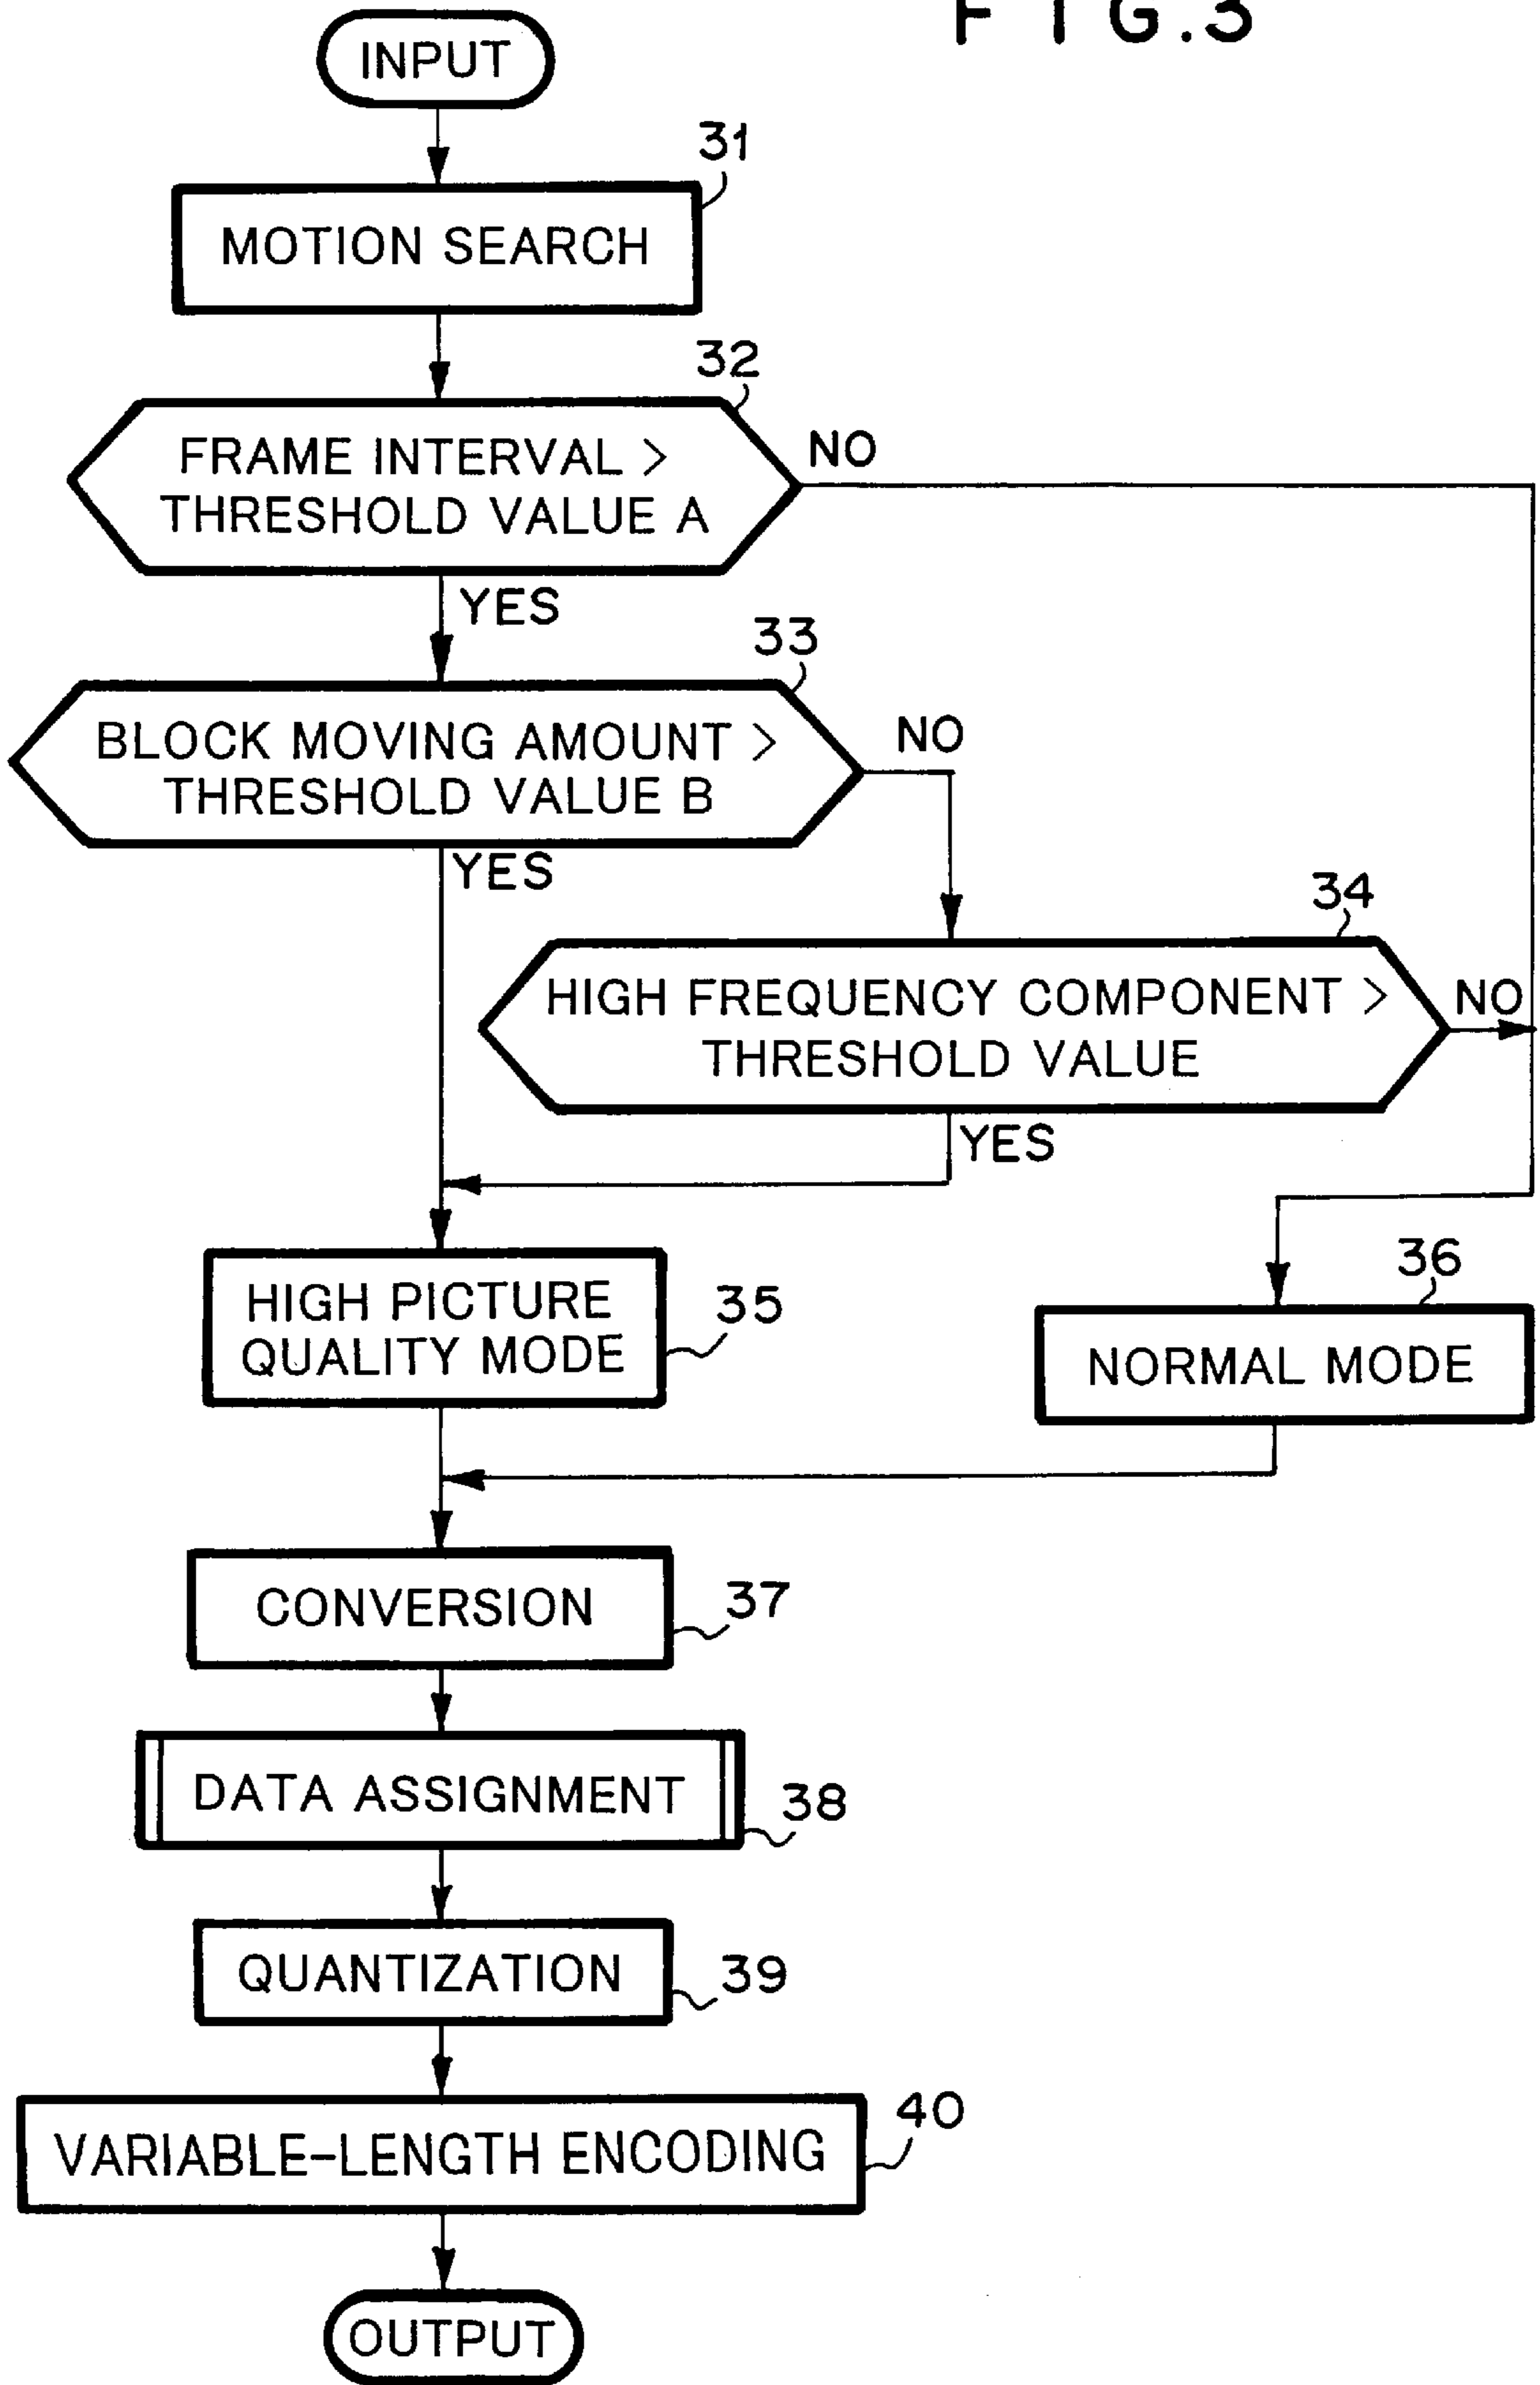 FIG.3
INPUT
31
MOTION SEARCH
32
FRAME INTERVAL >
THRESHOLD VALUE A
NO
YES
33
BLOCK MOVING AMOUNT >
THRESHOLD VALUE B
NO
YES
34
HIGH FREQUENCY COMPONENT >
THRESHOLD VALUE
NO
YES
HIGH PICTURE
QUALITY MODE
35
36
NORMAL MODE
CONVERSION
37
DATA ASSIGNMENT
38
QUANTIZATION
39
VARIABLE-LENGTH ENCODING
40
OUTPUT